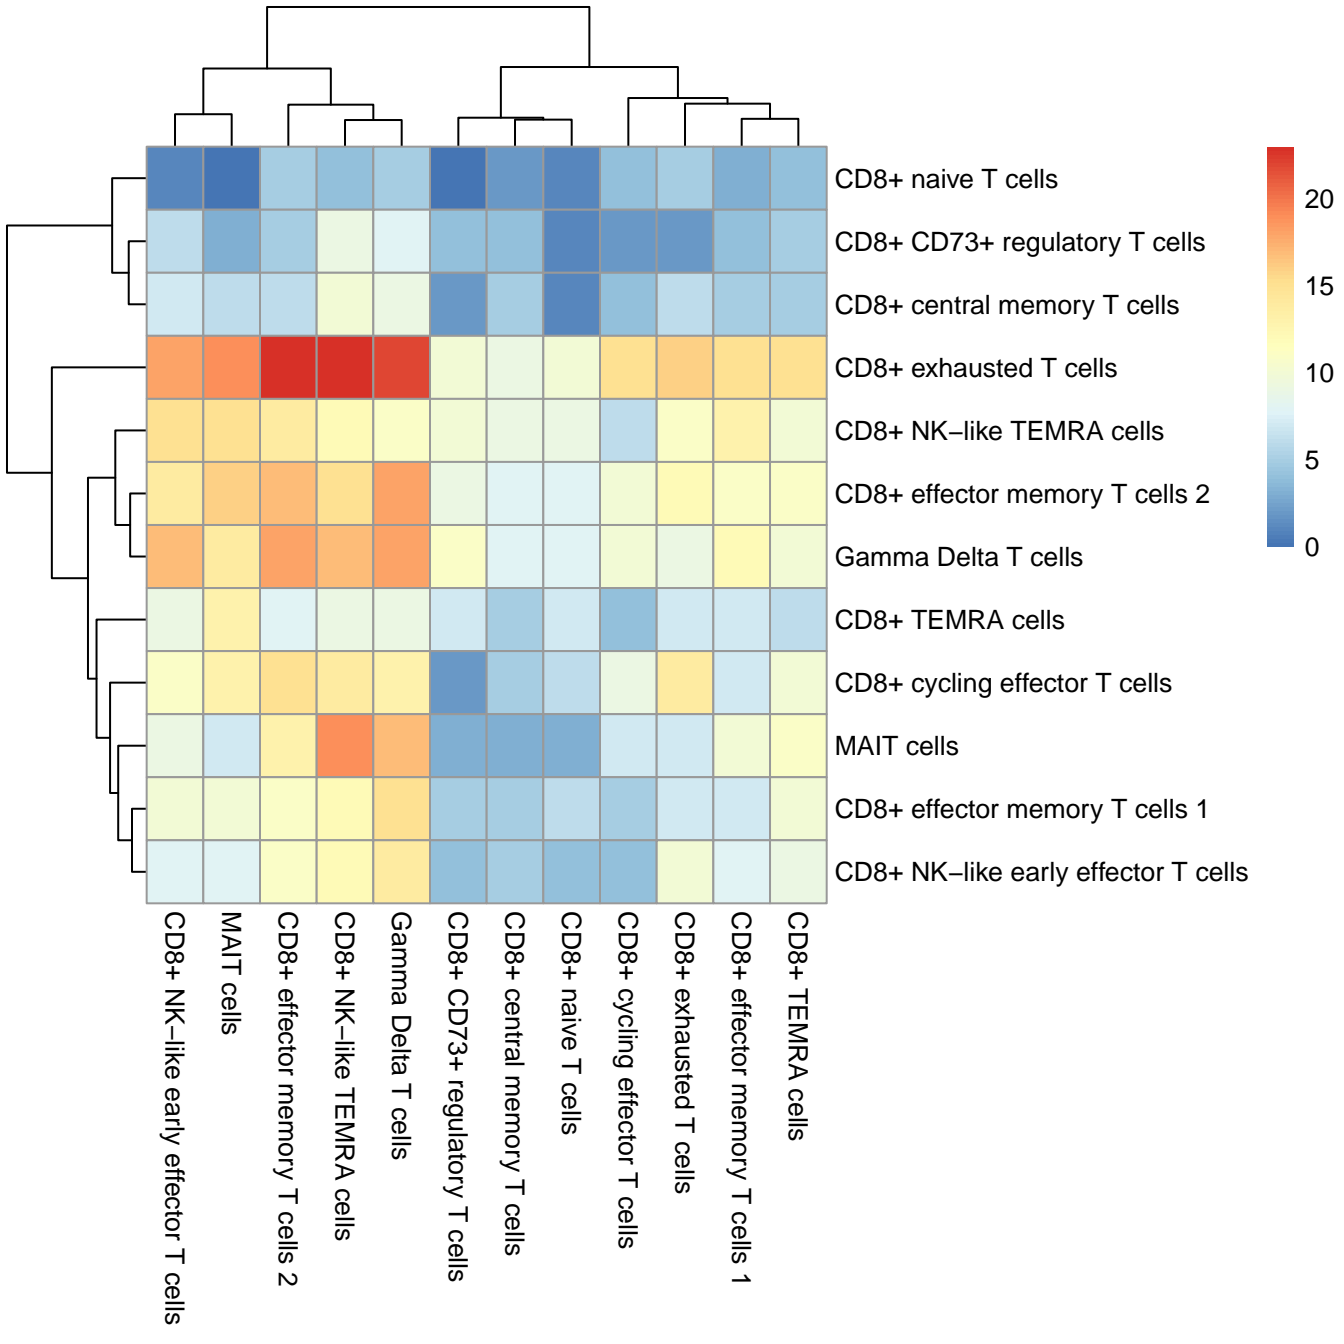 CD8+ naive T cells
CD8+ CD73+ regulatory T cells
CD8+ central memory T cells
CD8+ exhausted T cells
CD8+ NK−like TEMRA cells
CD8+ effector memory T cells 2
Gamma Delta T cells
CD8+ TEMRA cells
CD8+ cycling effector T cells
MAIT cells
CD8+ effector memory T cells 1
CD8+ NK−like early effector T cells
20
15
10
5
0
CD8+ NK−like early effector T cells
MAIT cells
CD8+ effector memory T cells 2
CD8+ NK−like TEMRA cells
Gamma Delta T cells
CD8+ CD73+ regulatory T cells
CD8+ central memory T cells
CD8+ naive T cells
CD8+ cycling effector T cells
CD8+ exhausted T cells
CD8+ effector memory T cells 1
CD8+ TEMRA cells